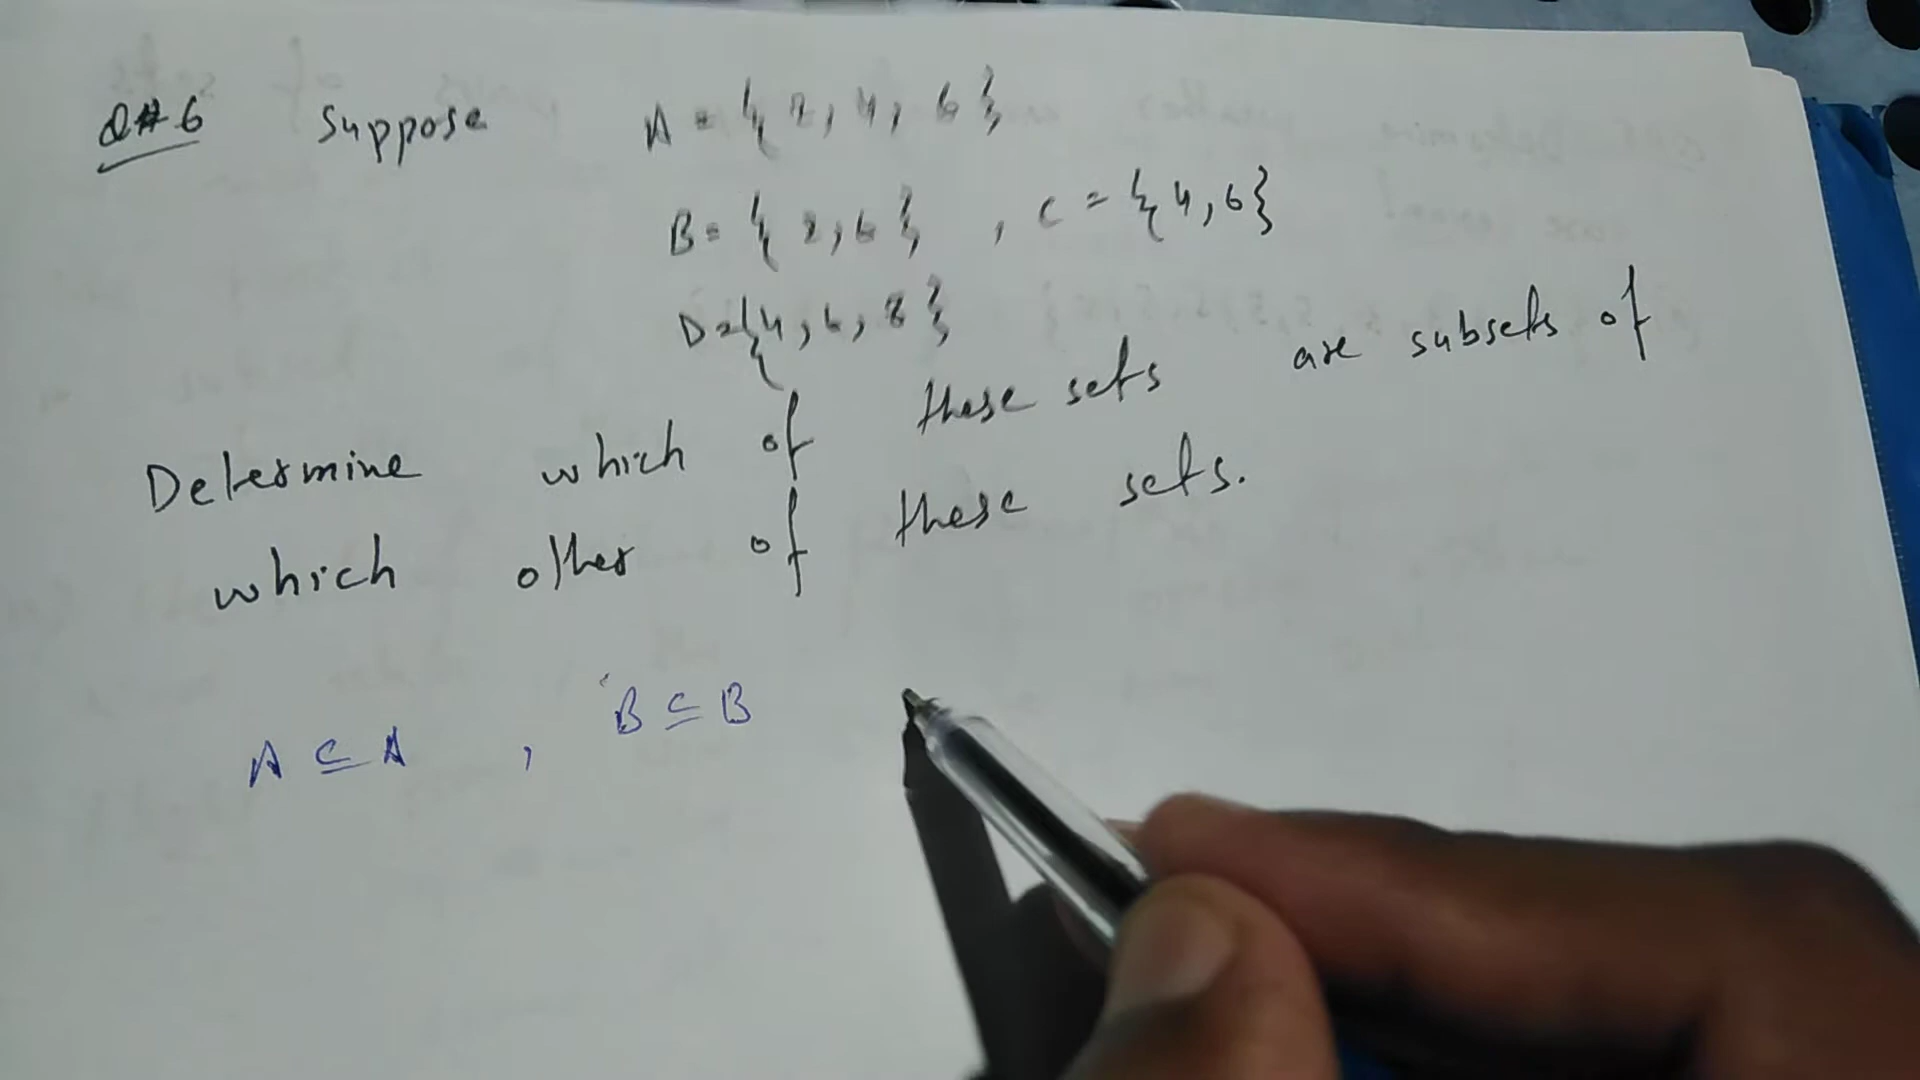 Q#6 Suppose A = {2, 4, 6}
B = {2, 6} , C = {4, 6}
D = {4, 6, 8}
Determine which of these sets are subsets of
which other of these sets.
A ⊆ A , B ⊆ B